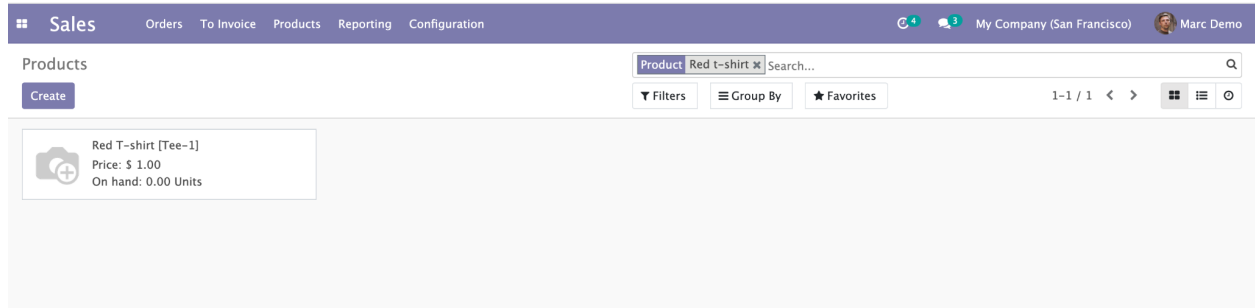 Sales Orders To Invoice Products Reporting Configuration 4 3 My Company (San Francisco) Marc Demo
Products
Product Red t-shirt Search...
Create
Filters Group By Favorites 1-1 / 1
Red T-shirt [Tee-1]
Price: $ 1.00
On hand: 0.00 Units